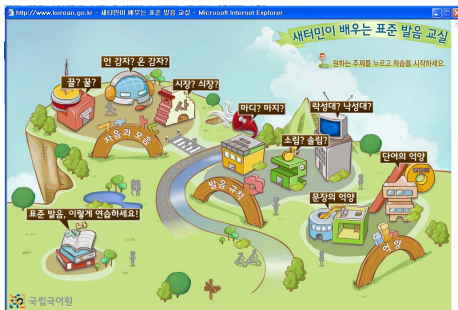 http://www.korean.go.kr - 새터민이 배우는 표준 발음 교실 - Microsoft Internet Explorer
새터민이 배우는 표준 발음 교실
원하는 주제를 누르고 학습을 시작하세요.
언 감자? 온 감자?
끌? 꿀?
시장? 싀장?
자음과 모음
마디? 마지?
락성대? 낙성대?
소림? 솔림?
발음 규칙
단어의 억양
문장의 억양
억양
표준 발음, 이렇게 연습하세요!
국립국어원